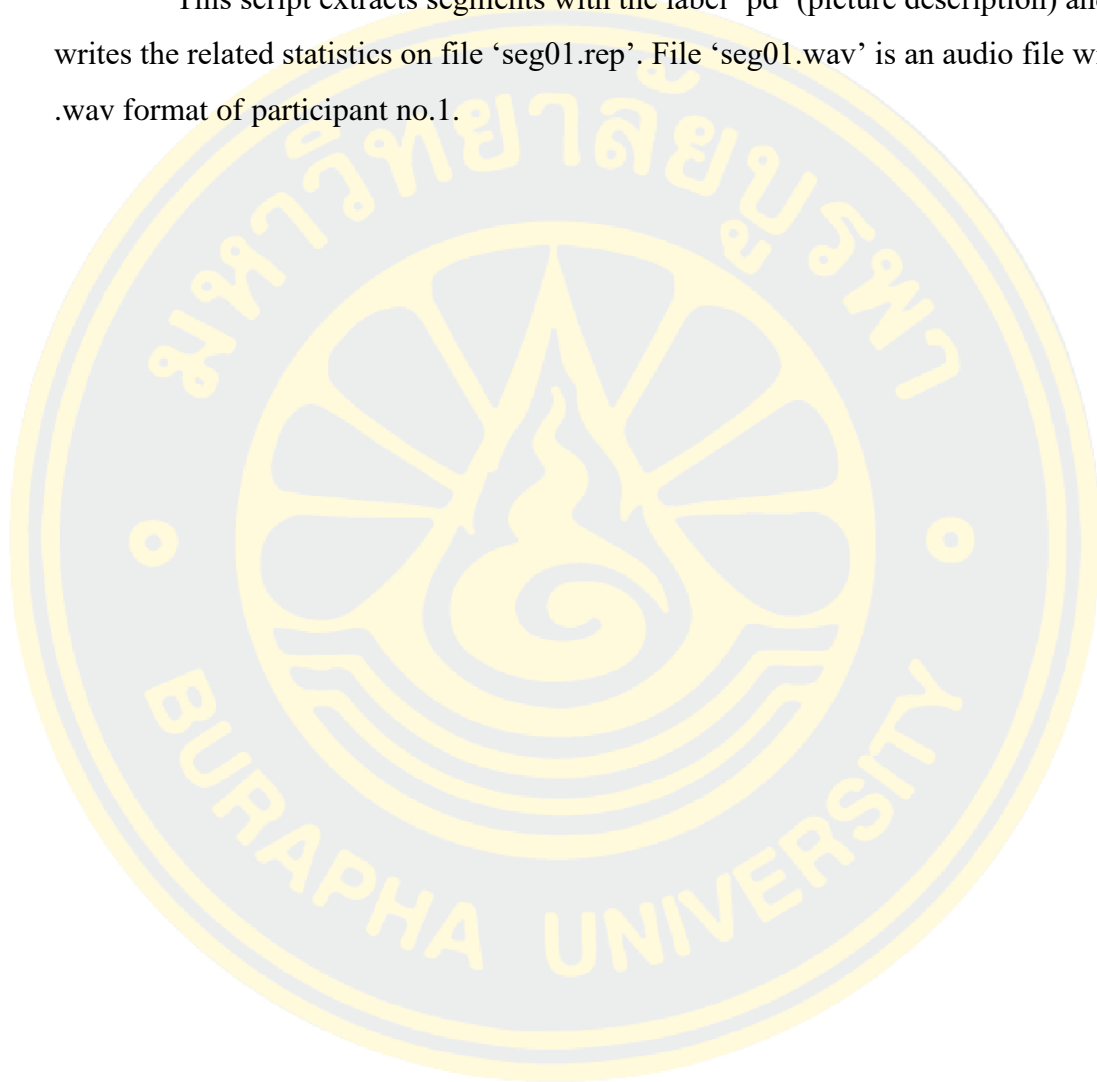 This script extracts segments with the label ‘pd’ (picture description) and
writes the related statistics on file ‘seg01.rep’. File ‘seg01.wav’ is an audio file
.wav format of participant no.1.
มหาวิทยาลัยบูรพา
BURAPHA UNIVERSITY